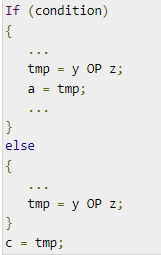 If (condition)
{
...
tmp = y OP z;
a = tmp;
...
}
else
{
...
tmp = y OP z;
}
c = tmp;